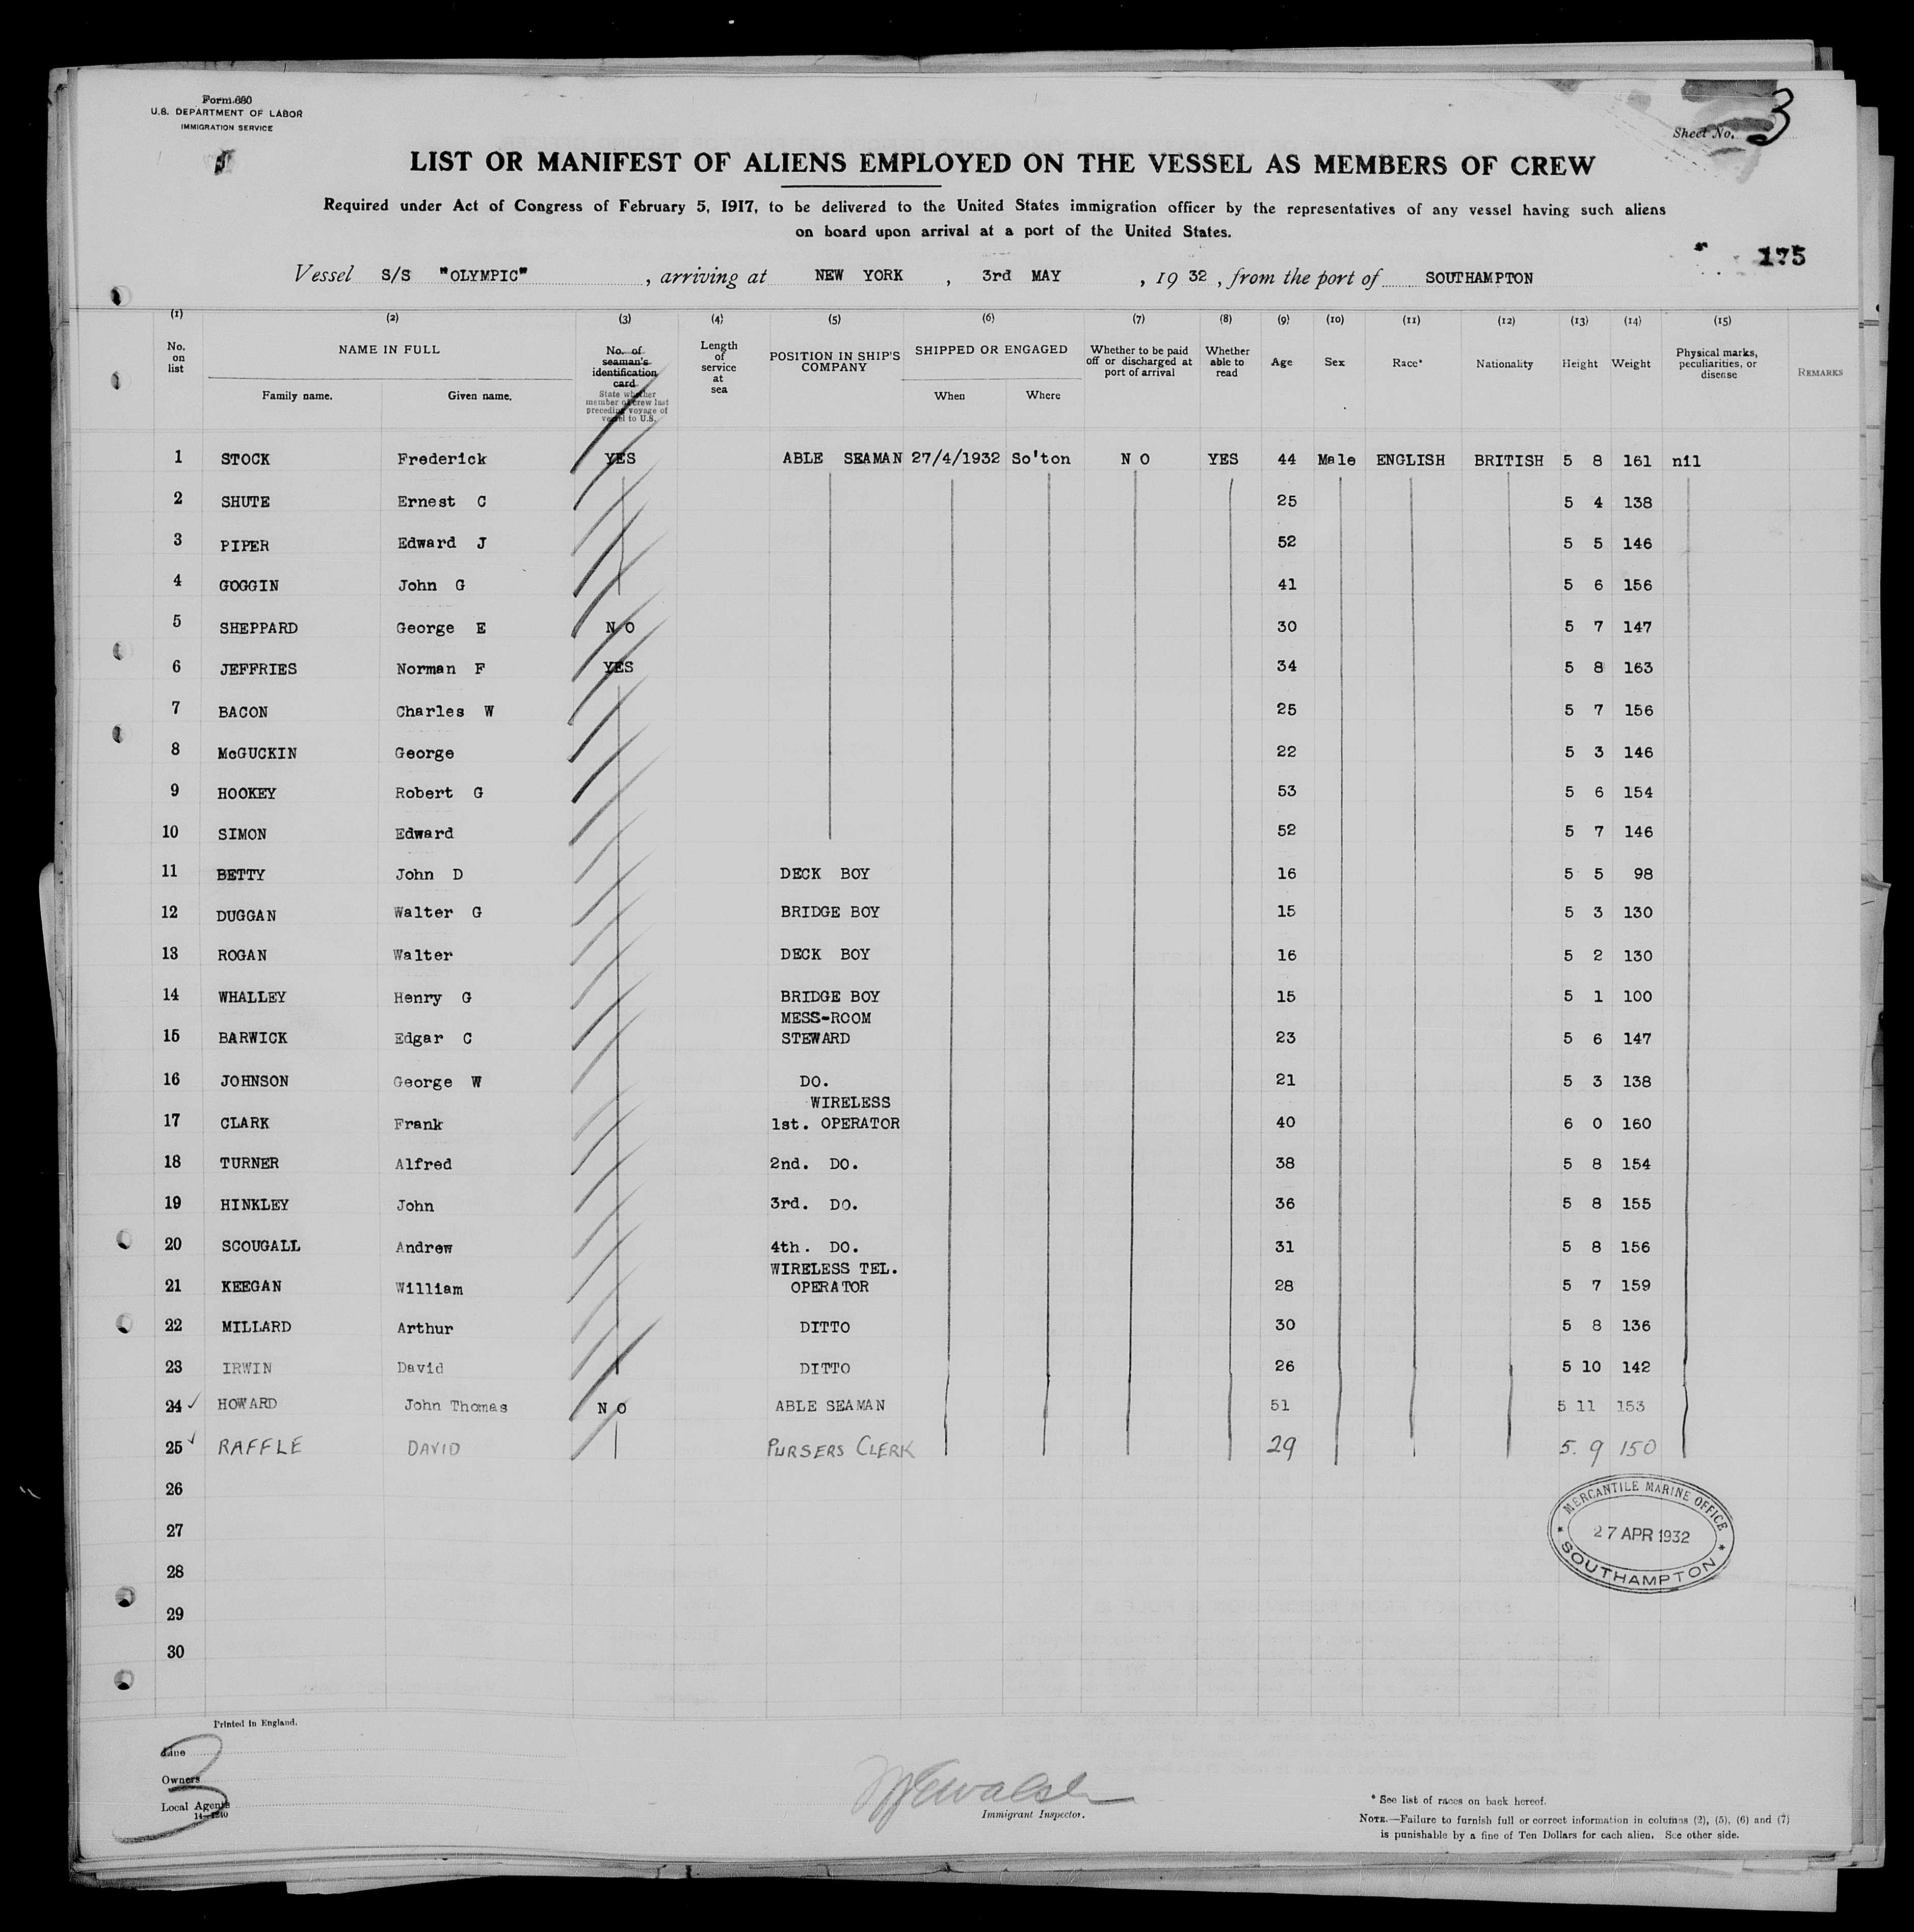 Form 680
U.S. DEPARTMENT OF LABOR
IMMIGRATION SERVICE
Sheet No. 3
LIST OR MANIFEST OF ALIENS EMPLOYED ON THE VESSEL AS MEMBERS OF CREW
Required under Act of Congress of February 5, 1917, to be delivered to the United States immigration officer by the representatives of any vessel having such aliens
on board upon arrival at a port of the United States.
175
Vessel S/S "OLYMPIC", arriving at NEW YORK, 3rd MAY, 19 32, from the port of SOUTHAMPTON
(1) (2) (3) (4) (5) (6) (7) (8) (9) (10) (11) (12) (13) (14) (15)
No. on list NAME IN FULL Family name. Given name. No. of seaman's identification card State whether member of crew last preceding voyage of vessel to U.S. Length of service at sea POSITION IN SHIP'S COMPANY SHIPPED OR ENGAGED When Where Whether to be paid off or discharged at port of arrival Whether able to read Age Sex Race* Nationality Height Weight Physical marks, peculiarities, or disease REMARKS
1 STOCK Frederick YES ABLE SEAMAN 27/4/1932 So'ton NO YES 44 Male ENGLISH BRITISH 5 8 161 nil
2 SHUTE Ernest C 25 5 4 138
3 PIPER Edward J 52 5 5 146
4 GOGGIN John G 41 5 6 156
5 SHEPPARD George E NO 30 5 7 147
6 JEFFRIES Norman F YES 34 5 8 163
7 BACON Charles W 25 5 7 156
8 McGUCKIN George 22 5 3 146
9 HOOKEY Robert G 53 5 6 154
10 SIMON Edward 52 5 7 146
11 BETTY John D DECK BOY 16 5 5 98
12 DUGGAN Walter G BRIDGE BOY 15 5 3 130
13 ROGAN Walter DECK BOY 16 5 2 130
14 WHALLEY Henry G BRIDGE BOY 15 5 1 100
MESS-ROOM
15 BARWICK Edgar C STEWARD 23 5 6 147
16 JOHNSON George W DO. 21 5 3 138
WIRELESS
17 CLARK Frank 1st. OPERATOR 40 6 0 160
18 TURNER Alfred 2nd. DO. 38 5 8 154
19 HINKLEY John 3rd. DO. 36 5 8 155
20 SCOUGALL Andrew 4th. DO. 31 5 8 156
WIRELESS TEL.
21 KEEGAN William OPERATOR 28 5 7 159
22 MILLARD Arthur DITTO 30 5 8 136
23 IRWIN David DITTO 26 5 10 142
24 HOWARD John Thomas NO ABLE SEAMAN 51 5 11 153
25 RAFFLE DAVID PURSERS CLERK 29 5. 9 150
26
27
28
29
30
MERCANTILE MARINE OFFICE
27 APR 1932
SOUTHAMPTON
Printed in England.
Line
Owners
Local Agents
3
14—1240
Immigrant Inspector.
* See list of races on back hereof.
NOTE.—Failure to furnish full or correct information in columns (2), (5), (6) and (7)
is punishable by a fine of Ten Dollars for each alien. See other side.